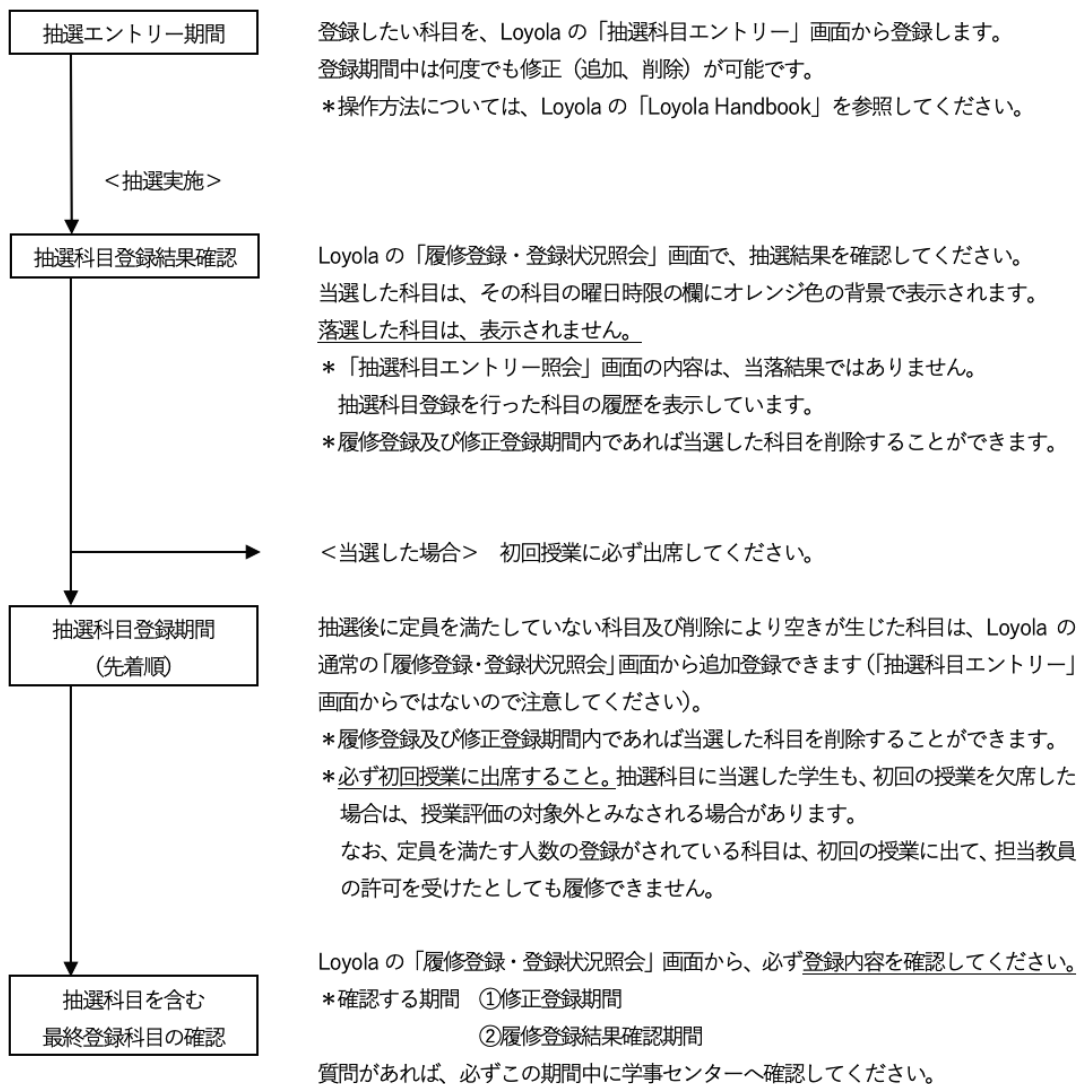 抽選エントリー期間
登録したい科目を、Loyola の「抽選科目エントリー」画面から登録します。
登録期間中は何度でも修正（追加、削除）が可能です。
＊操作方法については、Loyola の「Loyola Handbook」を参照してください。
＜抽選実施＞
抽選科目登録結果確認
Loyola の「履修登録・登録状況照会」画面で、抽選結果を確認してください。
当選した科目は、その科目の曜日時限の欄にオレンジ色の背景で表示されます。
落選した科目は、表示されません。
＊「抽選科目エントリー照会」画面の内容は、当落結果ではありません。
抽選科目登録を行った科目の履歴を表示しています。
＊履修登録及び修正登録期間内であれば当選した科目を削除することができます。
＜当選した場合＞　初回授業に必ず出席してください。
抽選科目登録期間
（先着順）
抽選後に定員を満たしていない科目及び削除により空きが生じた科目は、Loyola の
通常の「履修登録・登録状況照会」画面から追加登録できます（「抽選科目エントリー」
画面からではないので注意してください）。
＊履修登録及び修正登録期間内であれば当選した科目を削除することができます。
＊必ず初回授業に出席すること。抽選科目に当選した学生も、初回の授業を欠席した
場合は、授業評価の対象外とみなされる場合があります。
なお、定員を満たす人数の登録がされている科目は、初回の授業に出て、担当教員
の許可を受けたとしても履修できません。
抽選科目を含む
最終登録科目の確認
Loyola の「履修登録・登録状況照会」画面から、必ず登録内容を確認してください。
＊確認する期間　①修正登録期間
②履修登録結果確認期間
質問があれば、必ずこの期間中に学事センターへ確認してください。